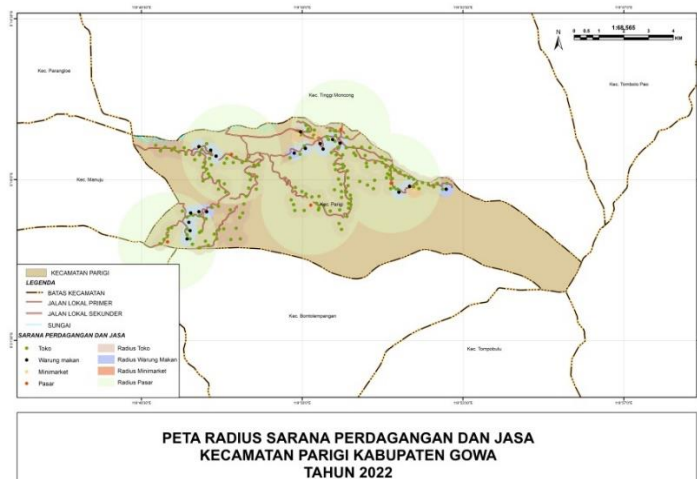 N
1:68,565
KM
Kec. Parangloe
Kec. Tinggi Moncong
Kec. Tombolo Pao
Kec. Manuju
Kec. Parigi
Kec. Bontolempangan
Kec. Tompobulu
KECAMATAN PARIGI
LEGENDA
BATAS KECAMATAN
JALAN LOKAL PRIMER
JALAN LOKAL SEKUNDER
SUNGAI
SARANA PERDAGANGAN DAN JASA
Toko
Radius Toko
Warung makan
Radius Warung Makan
Minimarket
Radius Minimarket
Pasar
Radius Pasar
PETA RADIUS SARANA PERDAGANGAN DAN JASA
KECAMATAN PARIGI KABUPATEN GOWA
TAHUN 2022